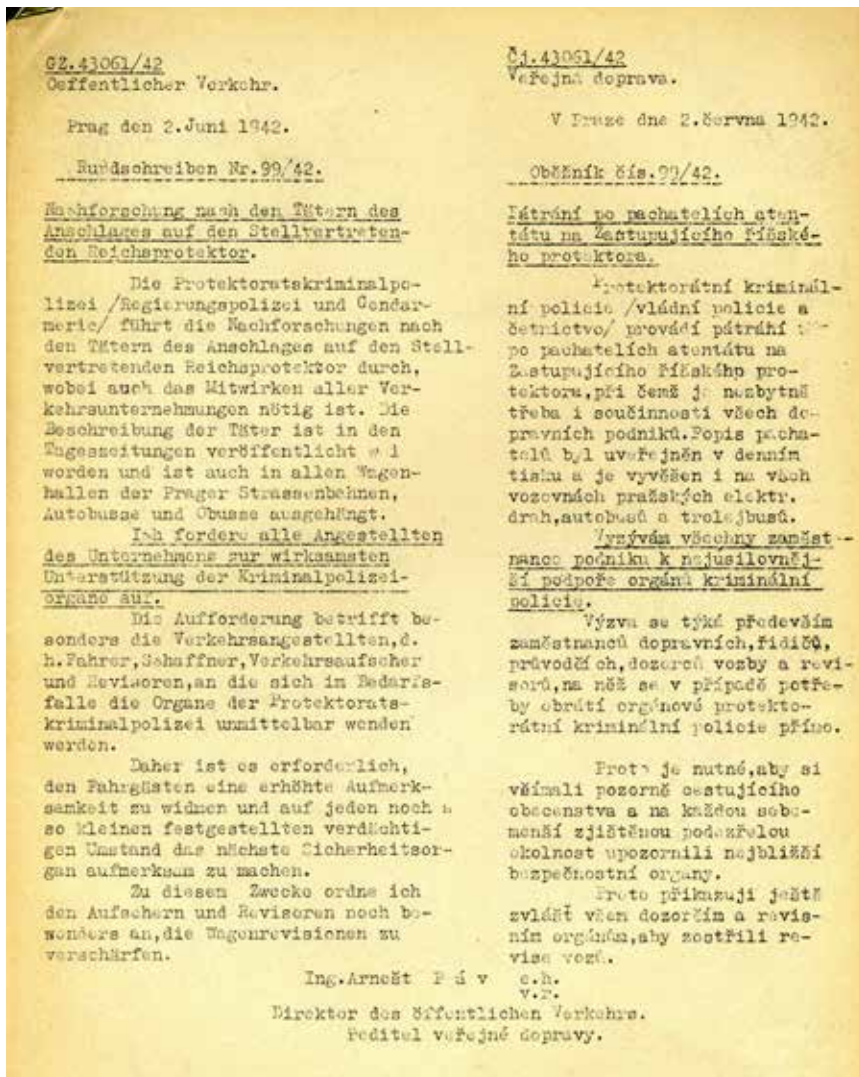 GZ.43061/42
Oeffentlicher Verkehr.
Prag den 2.Juni 1942.
Rundschreiben Nr.99/42.
Nachforschung nach den Tätern des
Anschlages auf den Stellvertreten-
den Reichsprotektor.
Die Protektoratskriminalpo-
lizei /Regierungspolizei und Gendar-
merie/ führt die Nachforschungen nach
den Tätern des Anschlages auf den Stell-
vertretenden Reichsprotektor durch,
wobei auch das Mitwirken aller Ver-
kehrsunternehmungen nötig ist. Die
Beschreibung der Täter ist in den
Tageszeitungen veröffentlicht
worden und ist auch in allen Wagen-
hallen der Prager Strassenbahnen,
Autobusse und Obusse ausgehängt.
Ich fordere alle Angestellten
des Unternehmens zur wirksamsten
Unterstützung der Kriminalpolizei-
organe auf.
Die Aufforderung betrifft be-
sonders die Verkehrsangestellten,d.
h.Fahrer,Schaffner,Verkehrsaufseher
und Revisoren,an die sich im Bedarfs-
falle die Organe der Protektorats-
kriminalpolizei unmittelbar wenden
werden.
Daher ist es erforderlich,
den Fahrgästen eine erhöhte Aufmerk-
samkeit zu widmen und auf jeden noch
so kleinen festgestellten verdächti-
gen Umstand das nächste Sicherheitsor-
gan aufmerksam zu machen.
Zu diesen Zwecke ordne ich
den Aufsehern und Revisoren noch be-
sonders an,die Wagenrevisionen zu
verschärfen.
Čj.43061/42
Veřejná doprava.
V Praze dne 2.června 1942.
Oběžník čís.99/42.
Pátrání po pachatelích aten-
tátu na Zastupujícího říšské-
ho protektora.
Protektorátní kriminál-
ní policie /vládní policie a
četnictvo/ provádí pátrání
po pachatelích atentátu na
Zastupujícího říšského pro-
tektora,při čemž je nezbytně
třeba i součinnosti všech do-
pravních podniků.Popis pacha-
telů byl uveřejněn v denním
tisku a je vyvěšen i na všech
vozovnách pražských elektr.
drah,autobusů a trolejbusů.
Vyzývám všechny zaměst-
nance podniku k nejusilovněj-
ší podpoře orgánů kriminální
policie.
Výzva se týká především
zaměstnanců dopravních,řidičů,
průvodčích,dozorců vozby a revi-
sorů,na něž se v případě potře-
by obrátí orgánové protekto-
rátní kriminální policie přímo.
Proto je nutné,aby si
všímali pozorně cestujícího
obecenstva a na každou sebe-
menší zjištěnou podezřelou
okolnost upozornili nejbližší
bezpečnostní orgány.
Proto přikazuji ještě
zvlášť všem dozorčím a revis-
ním orgánům,aby zostřili re-
vise vozů.
Ing.Arnošt P á v e.h.
v.r.
Direktor des öffentlichen Verkehrs.
Ředitel veřejné dopravy.